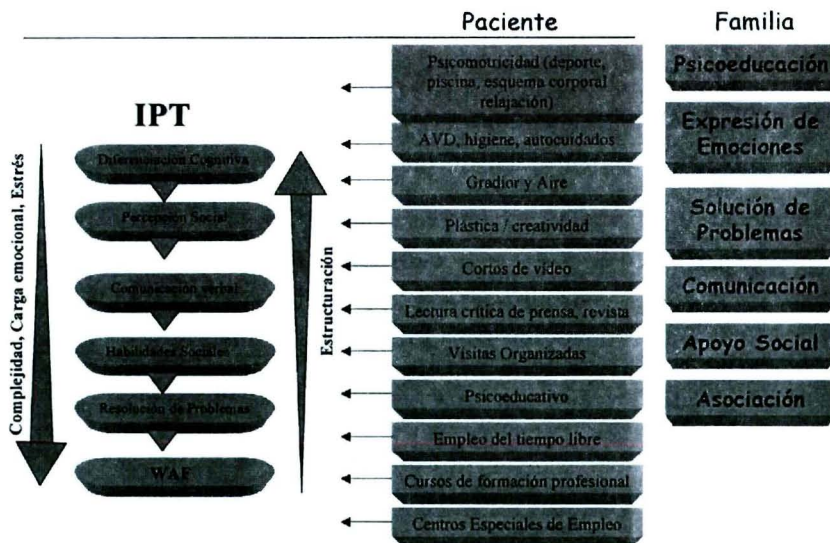 Paciente
Familia
IPT
Complejidad, Carga emocional, Estrés
Diferenciación Cognitiva
Percepción Social
Comunicación verbal
Habilidades Sociales
Resolución de Problemas
WAF
Estructuración
Psicomotricidad (deporte,
piscina, esquema corporal
relajación)
AVD, higiene, autocuidados
Gradior y Aire
Plástica / creatividad
Cortos de vídeo
Lectura crítica de prensa, revista
Visitas Organizadas
Psicoeducativo
Empleo del tiempo libre
Cursos de formación profesional
Centros Especiales de Empleo
Psicoeducación
Expresión de
Emociones
Solución de
Problemas
Comunicación
Apoyo Social
Asociación